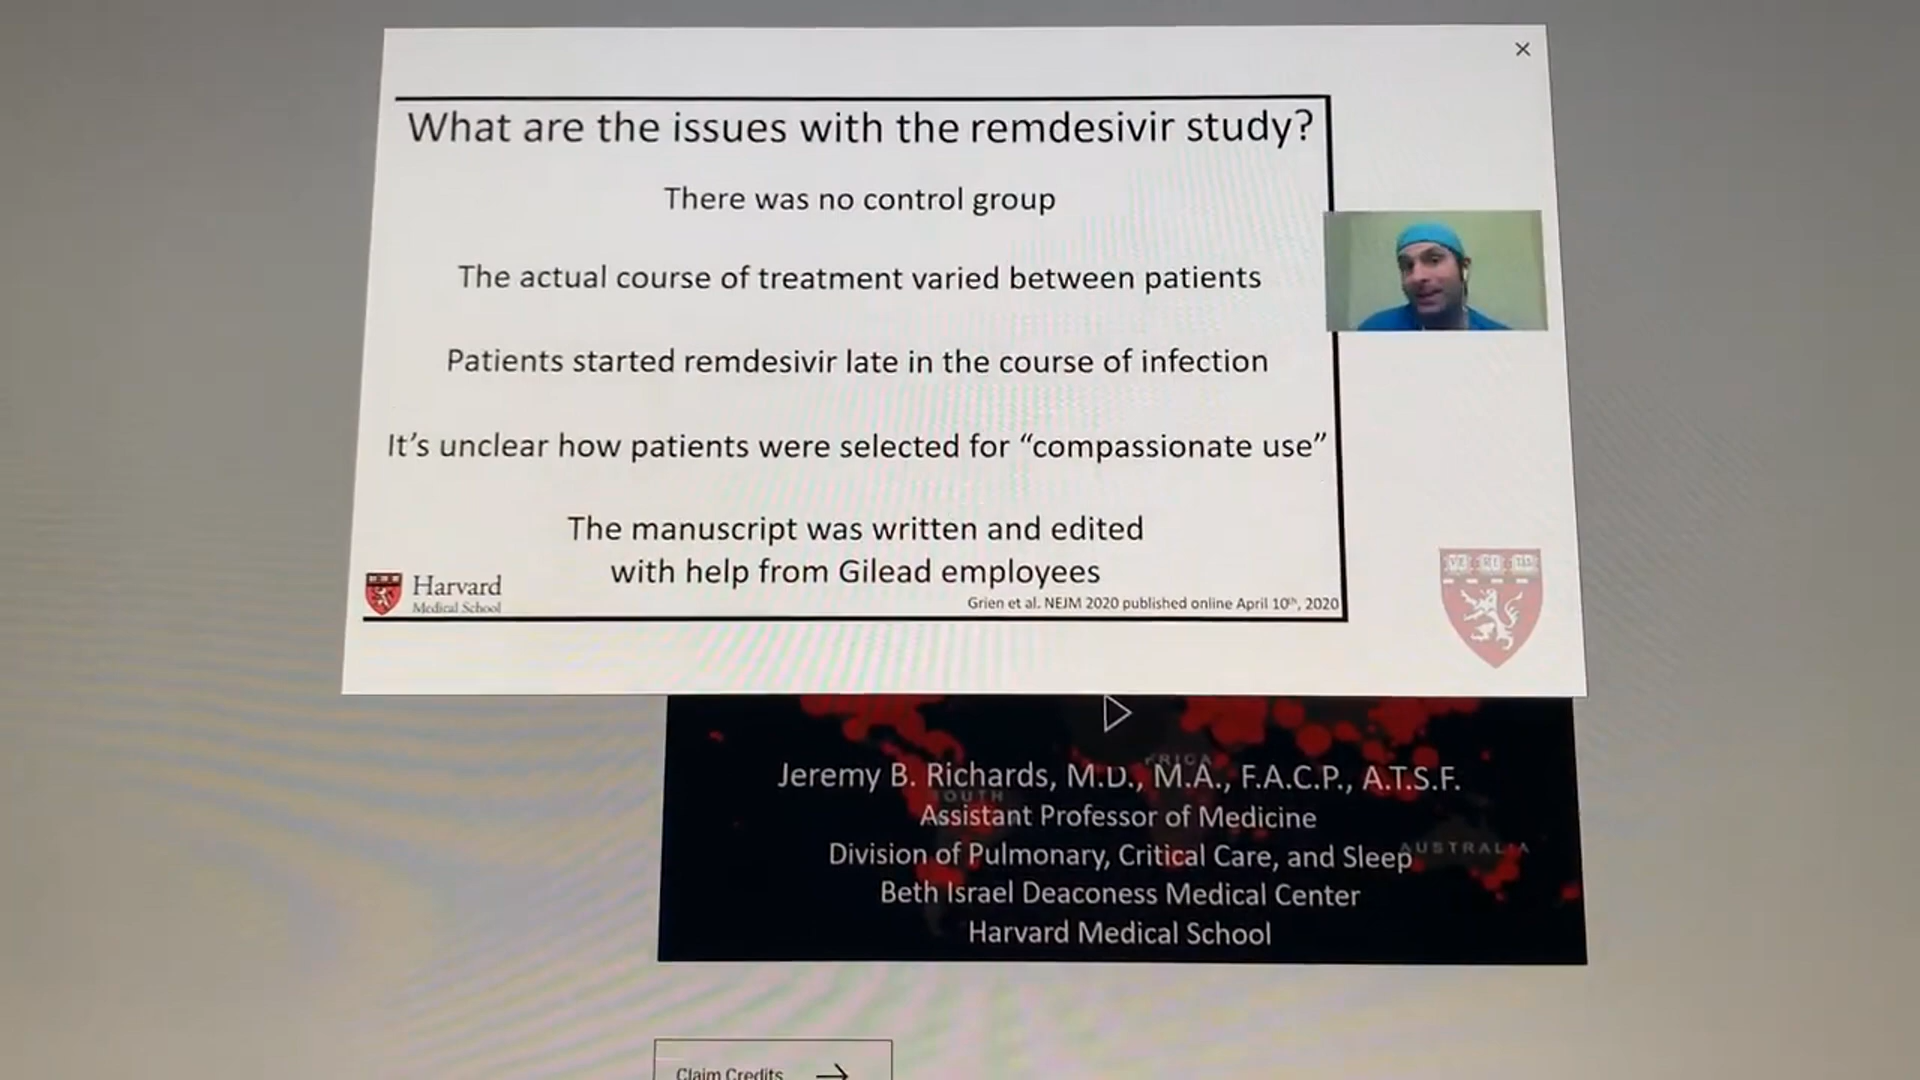 What are the issues with the remdesivir study?
There was no control group
The actual course of treatment varied between patients
Patients started remdesivir late in the course of infection
It's unclear how patients were selected for “compassionate use”
The manuscript was written and edited
with help from Gilead employees
Harvard
Medical School
Grien et al. NEJM 2020 published online April 10th, 2020
VE RI TAS
Jeremy B. Richards, M.D., M.A., F.A.C.P., A.T.S.F.
Assistant Professor of Medicine
Division of Pulmonary, Critical Care, and Sleep
AUSTRALIA
Beth Israel Deaconess Medical Center
Harvard Medical School
Claim Credits